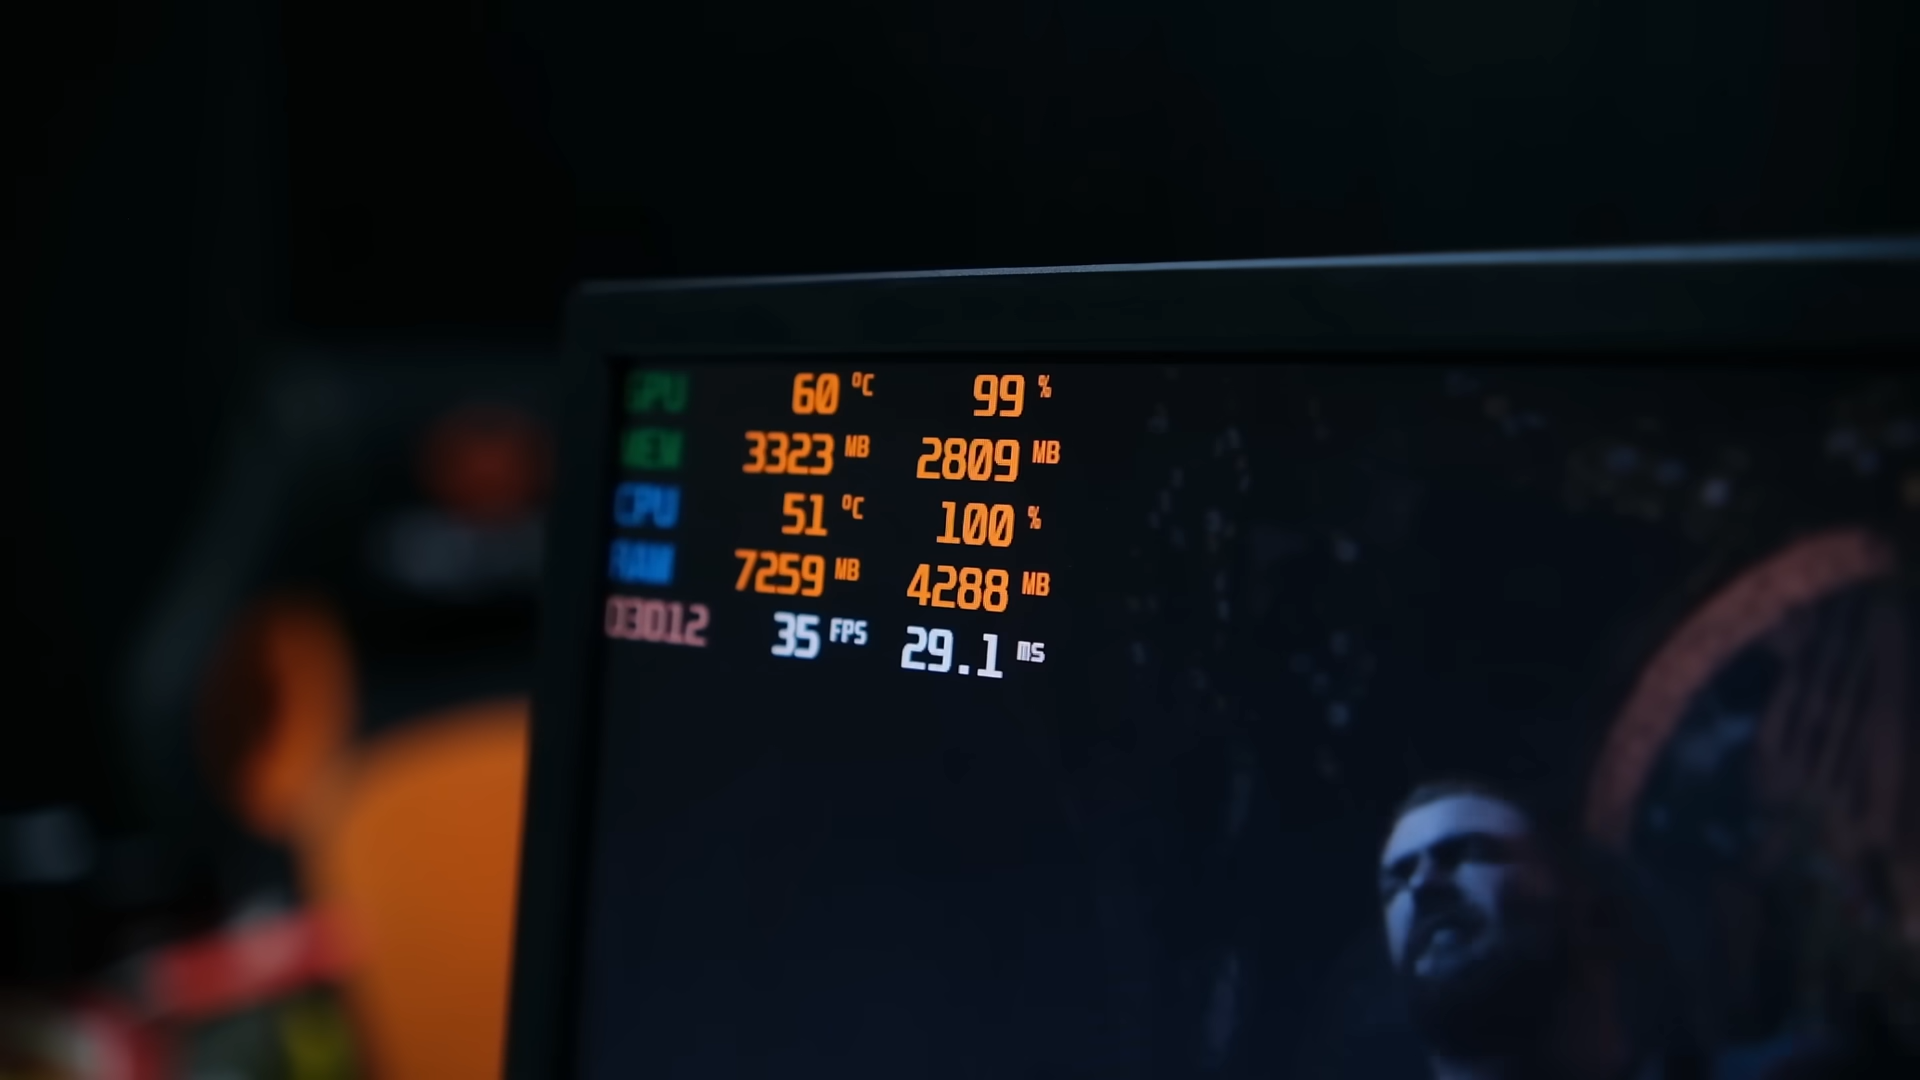 GPU 60 °C 99 %
MEM 3323 MB 2809 MB
CPU 51 °C 100 %
RAM 7259 MB 4288 MB
D3D12 35 FPS 29.1 ms